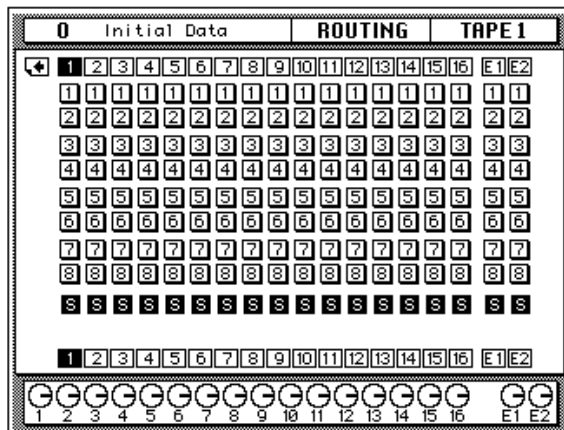 0 Initial Data ROUTING TAPE 1
1 2 3 4 5 6 7 8 9 10 11 12 13 14 15 16 E1 E2
1 1 1 1 1 1 1 1 1 1 1 1 1 1 1 1 1 1
2 2 2 2 2 2 2 2 2 2 2 2 2 2 2 2 2 2
3 3 3 3 3 3 3 3 3 3 3 3 3 3 3 3 3 3
4 4 4 4 4 4 4 4 4 4 4 4 4 4 4 4 4 4
5 5 5 5 5 5 5 5 5 5 5 5 5 5 5 5 5 5
6 6 6 6 6 6 6 6 6 6 6 6 6 6 6 6 6 6
7 7 7 7 7 7 7 7 7 7 7 7 7 7 7 7 7 7
8 8 8 8 8 8 8 8 8 8 8 8 8 8 8 8 8 8
S S S S S S S S S S S S S S S S S S
1 2 3 4 5 6 7 8 9 10 11 12 13 14 15 16 E1 E2
1 2 3 4 5 6 7 8 9 10 11 12 13 14 15 16 E1 E2